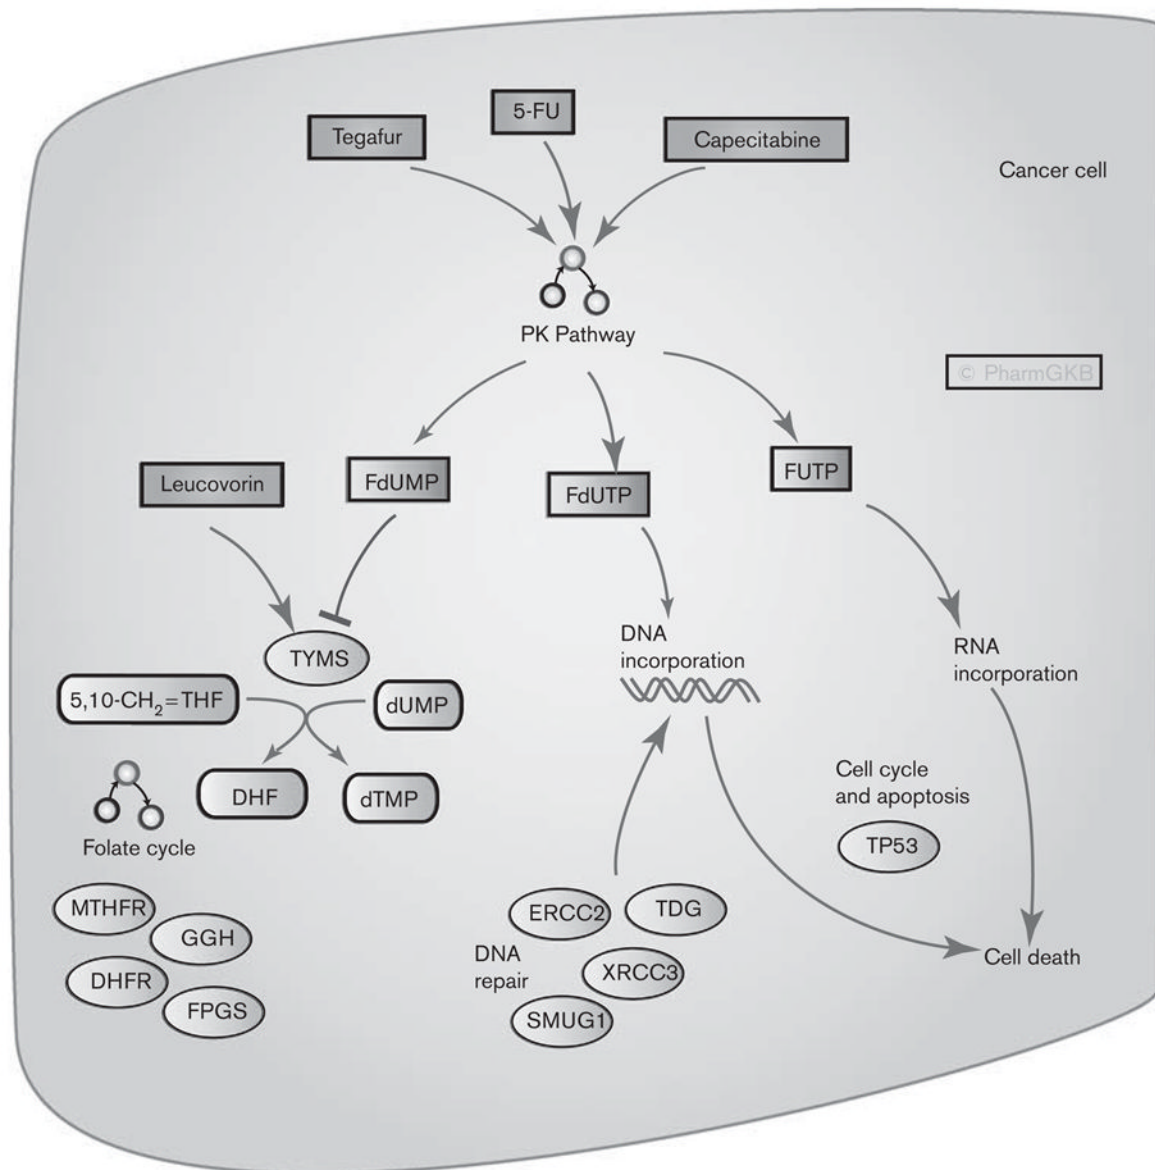 5-FU
Tegafur
Capecitabine
Cancer cell
PK Pathway
© PharmGKB
Leucovorin
FdUMP
FdUTP
FUTP
TYMS
DNA
incorporation
RNA
incorporation
5,10-CH₂=THF
dUMP
DHF
dTMP
Folate cycle
Cell cycle
and apoptosis
TP53
MTHFR
GGH
DHFR
FPGS
ERCC2
TDG
DNA
repair
XRCC3
SMUG1
Cell death